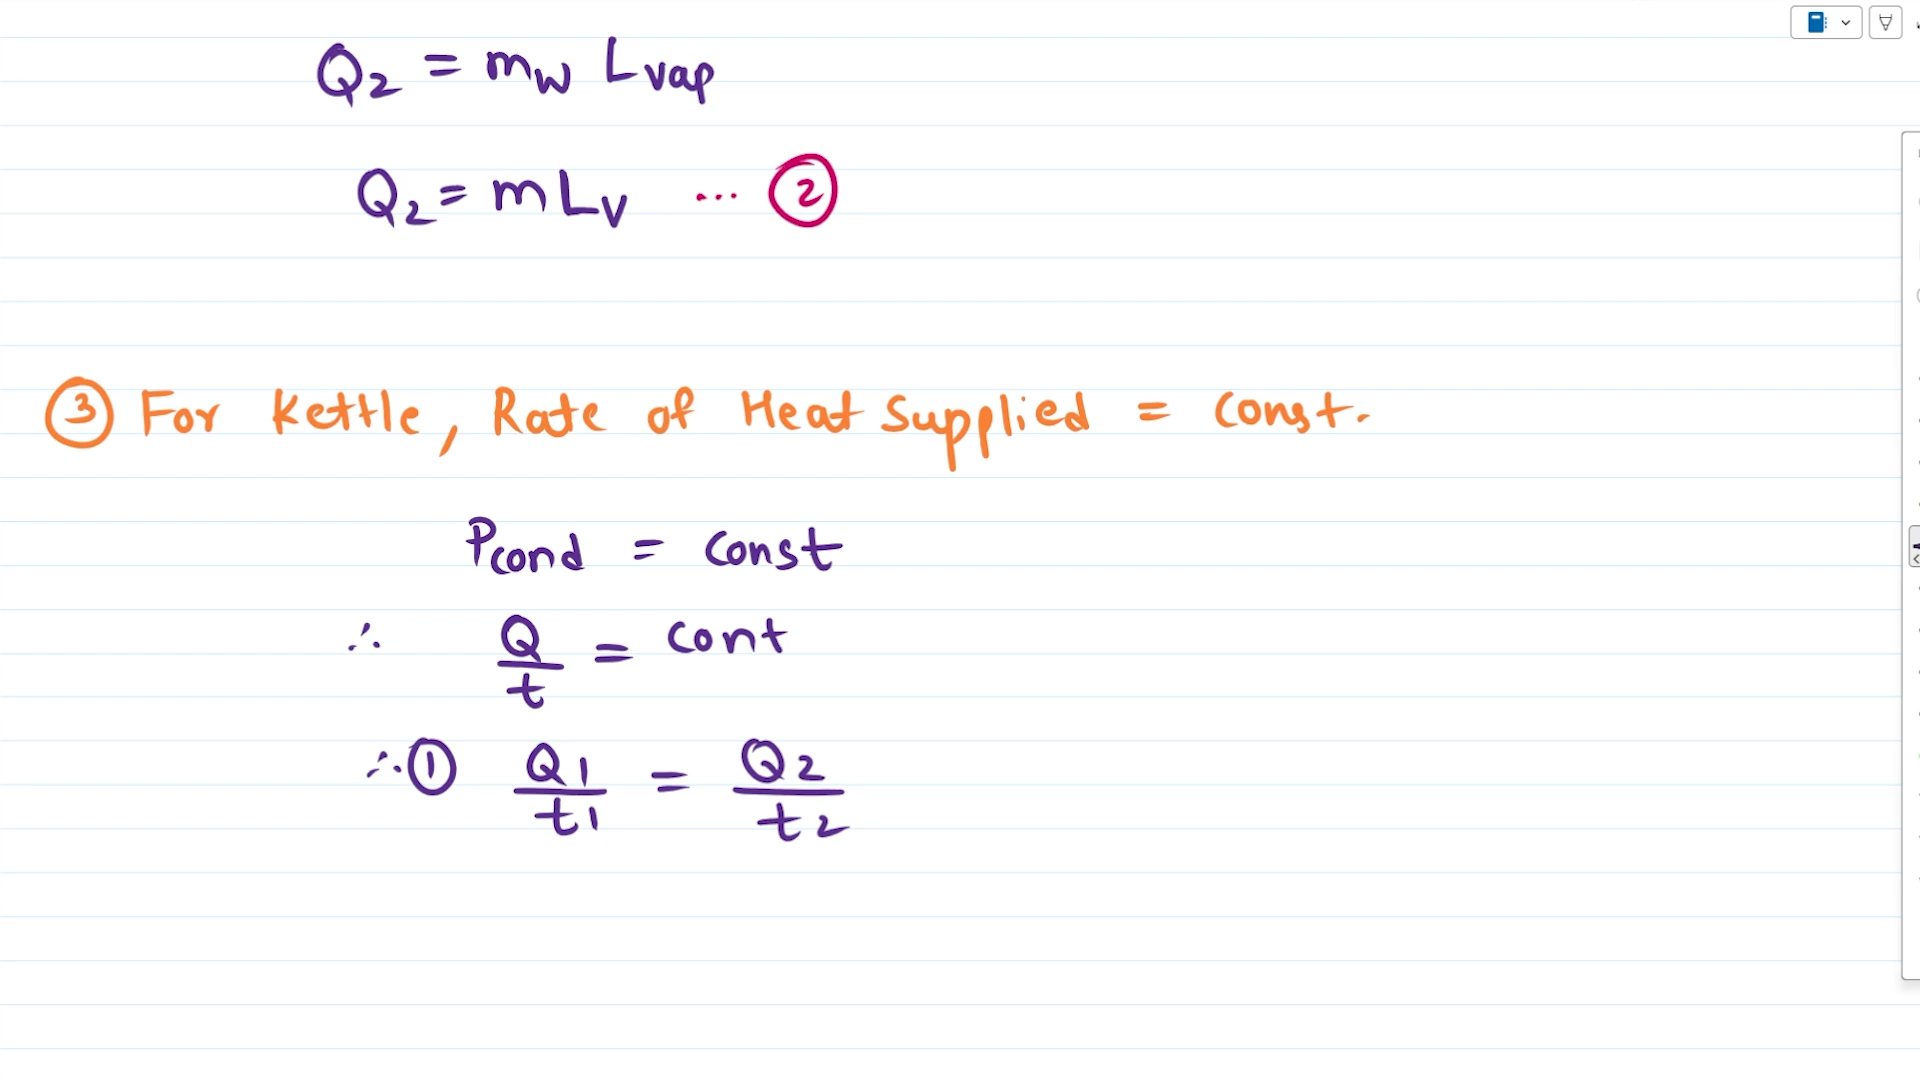 Q2 = mw Lvap
Q2 = mLv ... ②
③ For Kettle, Rate of Heat Supplied = Const.
Pcond = Const
∴ Q/t = Cont
∴ ① Q1/t1 = Q2/t2